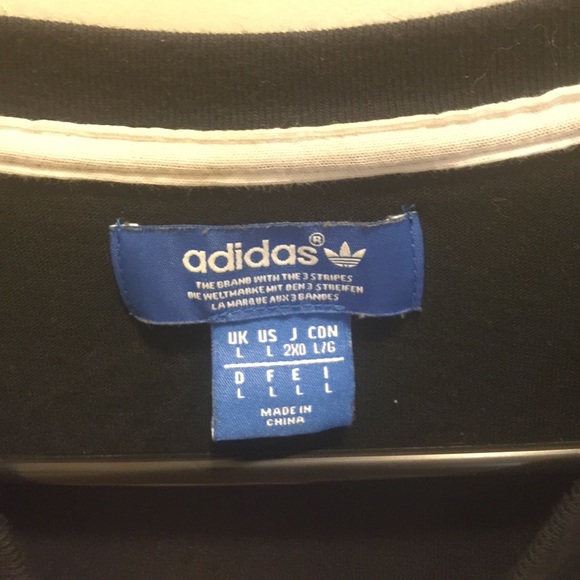 adidas®
THE BRAND WITH THE 3 STRIPES
DIE WELTMARKE MIT DEN 3 STREIFEN
LA MARQUE AUX 3 BANDES
UK US J CON
L L 2XO L/G
D F E I
L L L L
MADE IN
CHINA